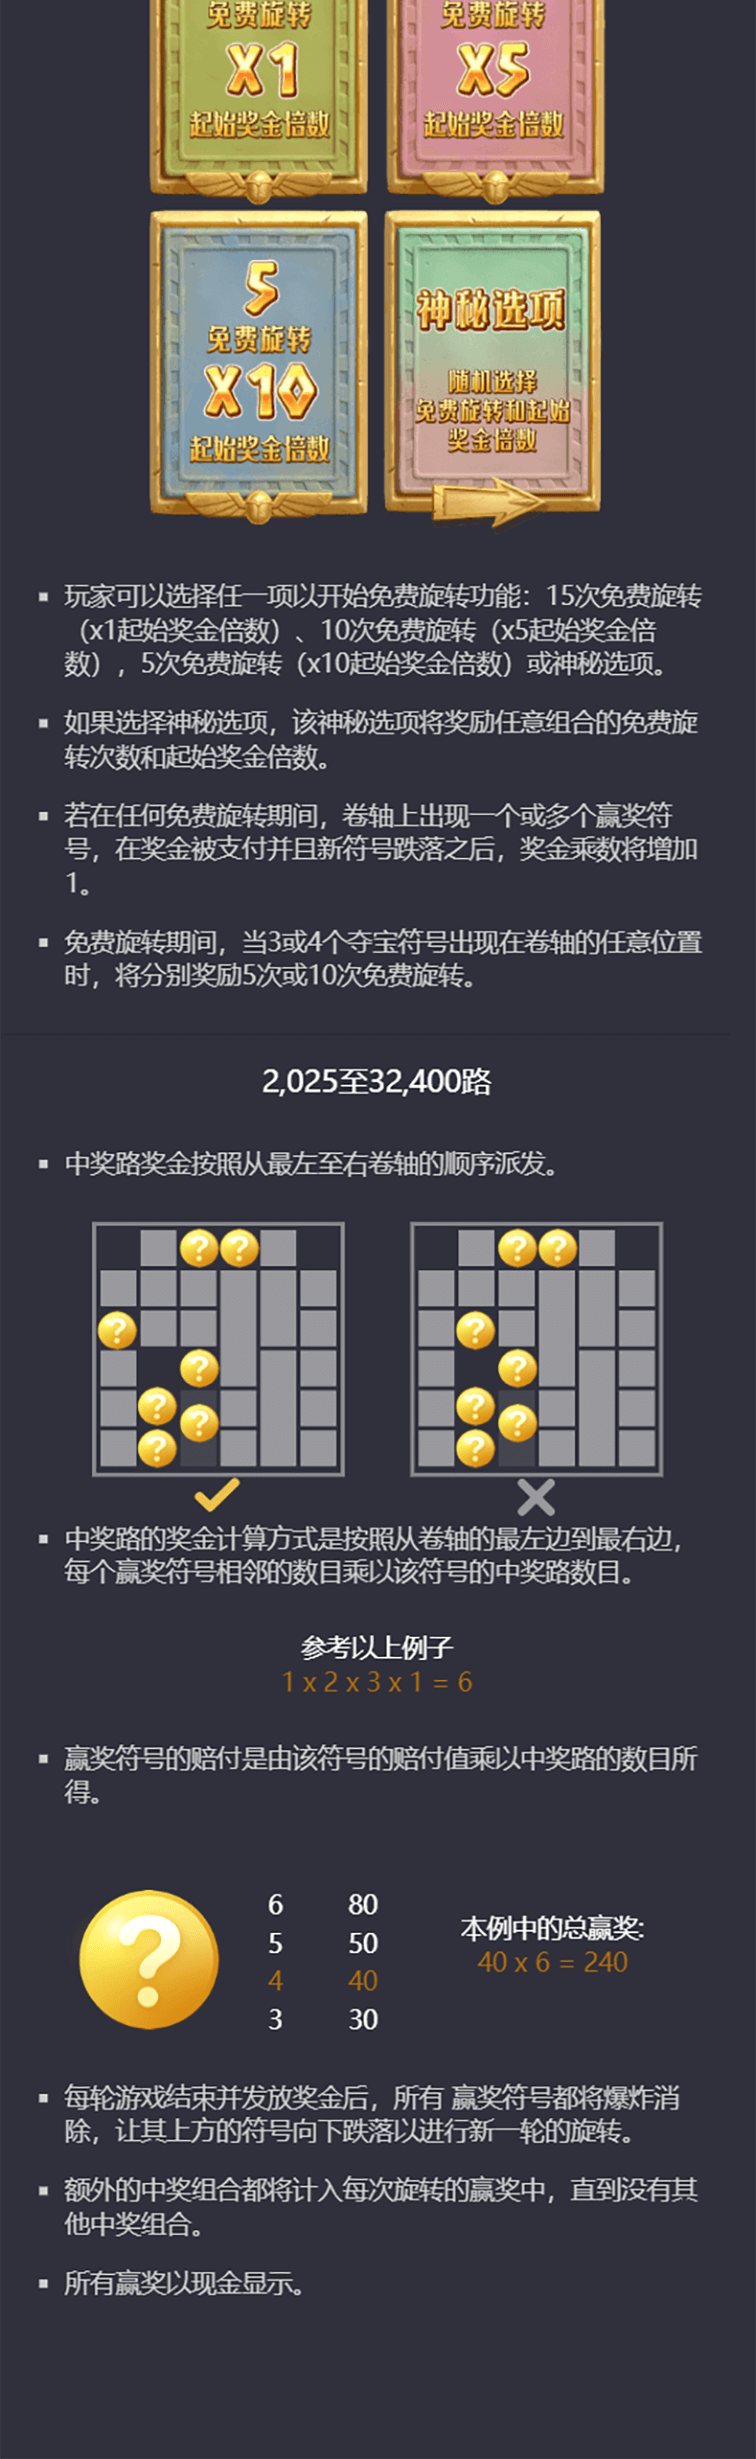 免费旋转
X1
起始奖金倍数
免费旋转
X5
起始奖金倍数
5
免费旋转
X10
起始奖金倍数
神秘选项
随机选择
免费旋转和起始
奖金倍数
玩家可以选择任一项以开始免费旋转功能：15次免费旋转
（x1起始奖金倍数）、10次免费旋转（x5起始奖金倍
数），5次免费旋转（x10起始奖金倍数）或神秘选项。
如果选择神秘选项，该神秘选项将奖励任意组合的免费旋
转次数和起始奖金倍数。
若在任何免费旋转期间，卷轴上出现一个或多个赢奖符
号，在奖金被支付并且新符号跌落之后，奖金乘数将增加
1。
免费旋转期间，当3或4个夺宝符号出现在卷轴的任意位置
时，将分别奖励5次或10次免费旋转。
2,025至32,400路
中奖路奖金按照从最左至右卷轴的顺序派发。
? ?
?
?
?
?
?
? ?
?
?
?
?
?
中奖路的奖金计算方式是按照从卷轴的最左边到最右边，
每个赢奖符号相邻的数目乘以该符号的中奖路数目。
参考以上例子
1 x 2 x 3 x 1 = 6
赢奖符号的赔付是由该符号的赔付值乘以中奖路的数目所
得。
?
6 80
5 50
4 40
3 30
本例中的总赢奖:
40 x 6 = 240
每轮游戏结束并发放奖金后，所有 赢奖符号都将爆炸消
除，让其上方的符号向下跌落以进行新一轮的旋转。
额外的中奖组合都将计入每次旋转的赢奖中，直到没有其
他中奖组合。
所有赢奖以现金显示。